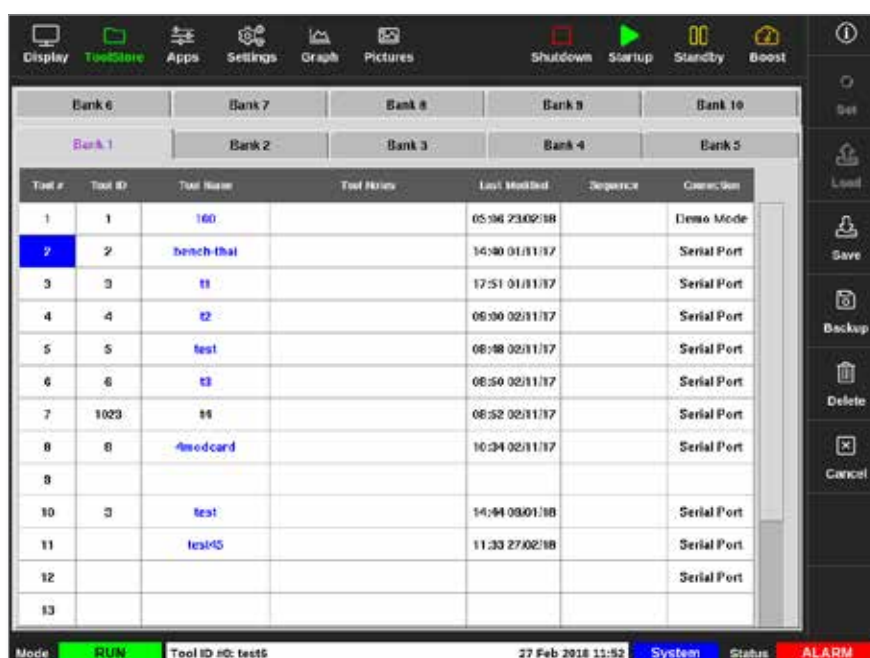 Display ToolStore Apps Settings Graph Pictures Shutdown Startup Standby Boost
Set
Load
Save
Backup
Delete
Cancel
Bank 6 Bank 7 Bank 8 Bank 9 Bank 10
Bank 1 Bank 2 Bank 3 Bank 4 Bank 5
Tool # Tool ID Tool Name Tool Notes Last Modified Sequence Connection
1 1 160 05:06 23/02/18 Demo Mode
2 2 bench-thai 14:40 01/11/17 Serial Port
3 3 t1 17:51 01/11/17 Serial Port
4 4 t2 Serial Port
5 5 test 08:48 02/11/17 Serial Port
6 6 t3 08:50 02/11/17 Serial Port
7 1023 t4 08:52 02/11/17 Serial Port
8 8 4modcard 10:34 02/11/17 Serial Port
9
10 3 test 14:44 Serial Port
11 test45 11:33 27/02/18 Serial Port
12 Serial Port
13
Mode RUN Tool ID #0: test6 27 Feb 2018 11:52 System Status ALARM